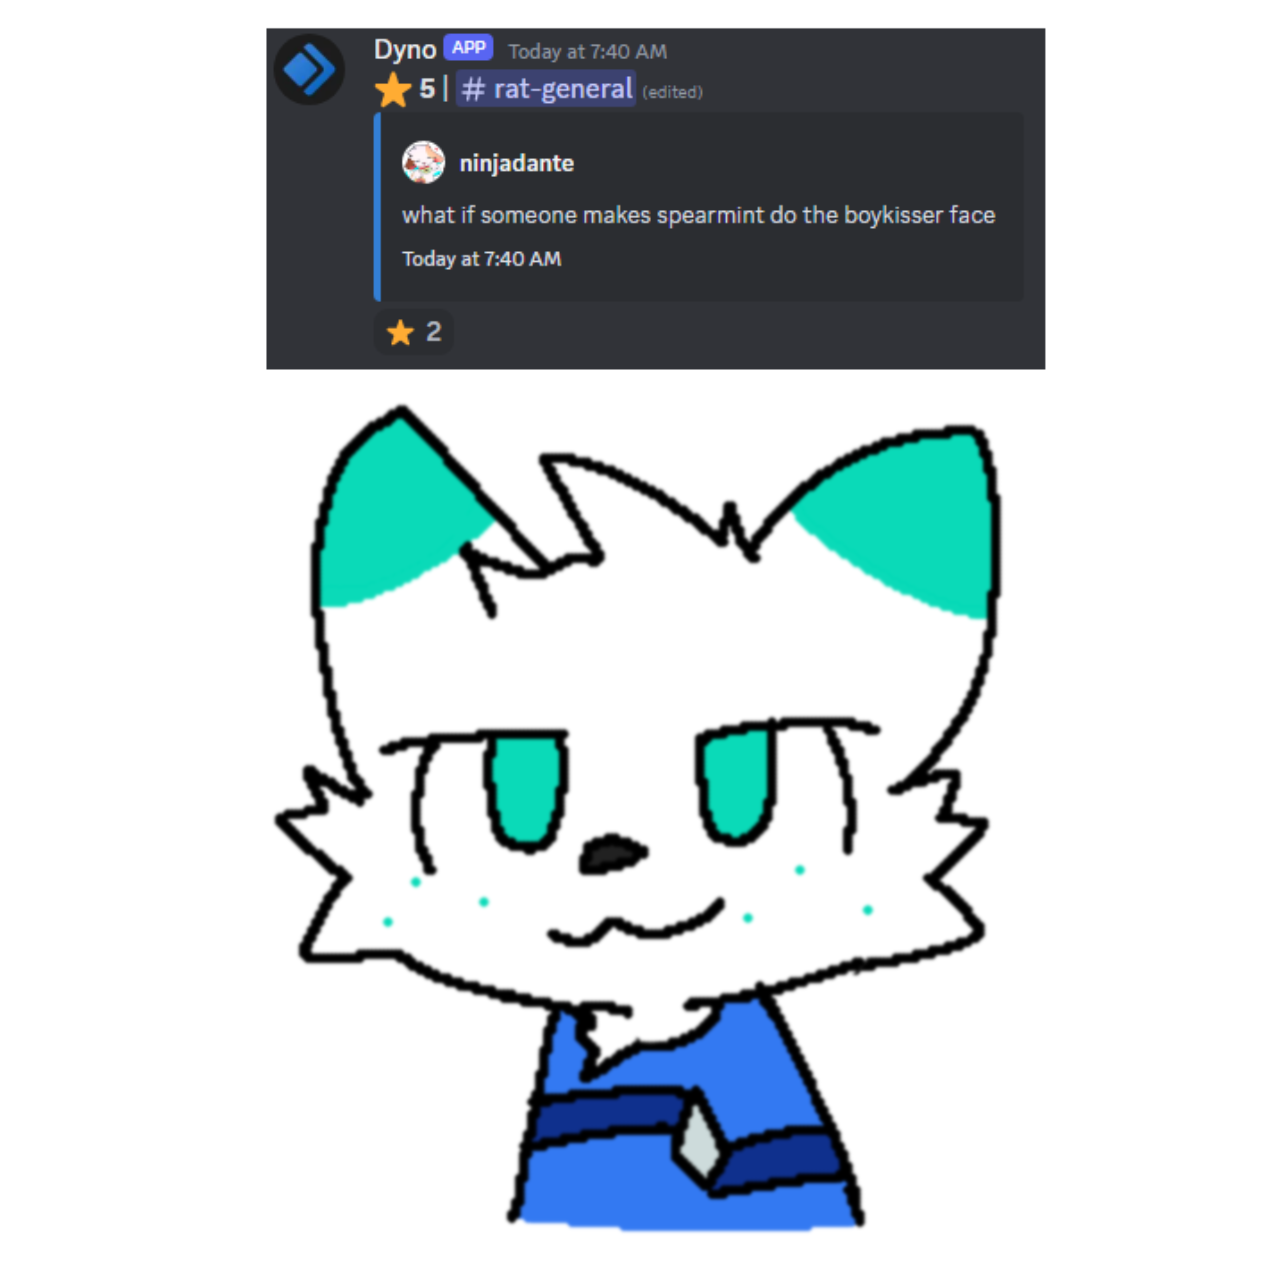 Dyno APP Today at 7:40 AM
5 | # rat-general (edited)
ninjadante
what if someone makes spearmint do the boykisser face
Today at 7:40 AM
2